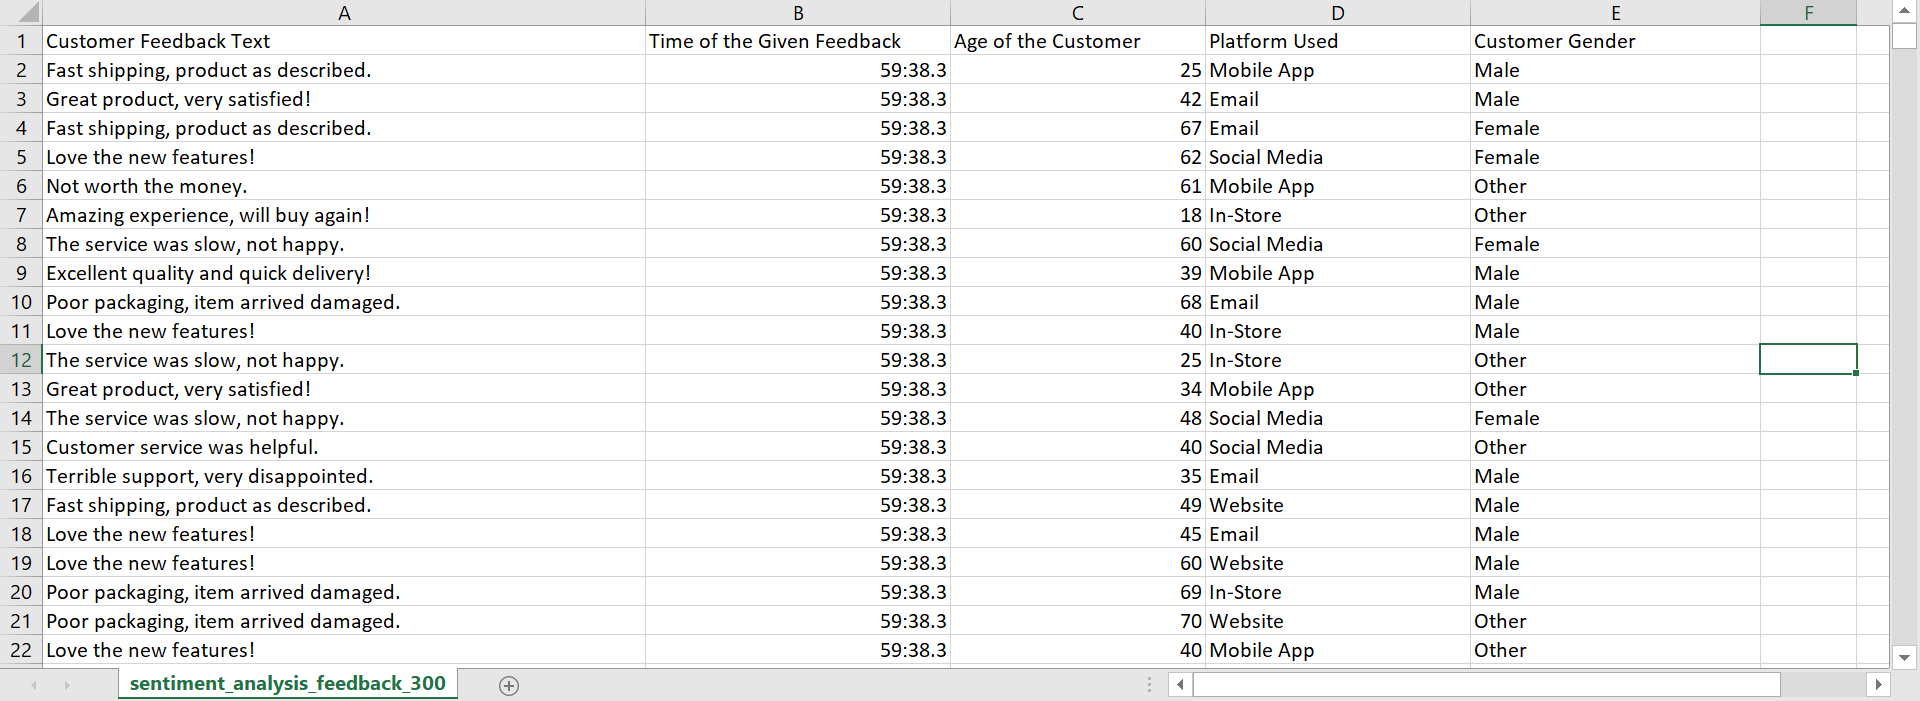 A B C D E F
1 Customer Feedback Text Time of the Given Feedback Age of the Customer Platform Used Customer Gender
2 Fast shipping, product as described. 59:38.3 25 Mobile App Male
3 Great product, very satisfied! 59:38.3 42 Email Male
4 Fast shipping, product as described. 59:38.3 67 Email Female
5 Love the new features! 59:38.3 62 Social Media Female
6 Not worth the money. 59:38.3 61 Mobile App Other
7 Amazing experience, will buy again! 59:38.3 18 In-Store Other
8 The service was slow, not happy. 59:38.3 60 Social Media Female
9 Excellent quality and quick delivery! 59:38.3 39 Mobile App Male
10 Poor packaging, item arrived damaged. 59:38.3 68 Email Male
11 Love the new features! 59:38.3 40 In-Store Male
12 The service was slow, not happy. 59:38.3 25 In-Store Other
13 Great product, very satisfied! 59:38.3 34 Mobile App Other
14 The service was slow, not happy. 59:38.3 48 Social Media Female
15 Customer service was helpful. 59:38.3 40 Social Media Other
16 Terrible support, very disappointed. 59:38.3 35 Email Male
17 Fast shipping, product as described. 59:38.3 49 Website Male
18 Love the new features! 59:38.3 45 Email Male
19 Love the new features! 59:38.3 60 Website Male
20 Poor packaging, item arrived damaged. 59:38.3 69 In-Store Male
21 Poor packaging, item arrived damaged. 59:38.3 70 Website Other
22 Love the new features! 59:38.3 40 Mobile App Other
sentiment_analysis_feedback_300